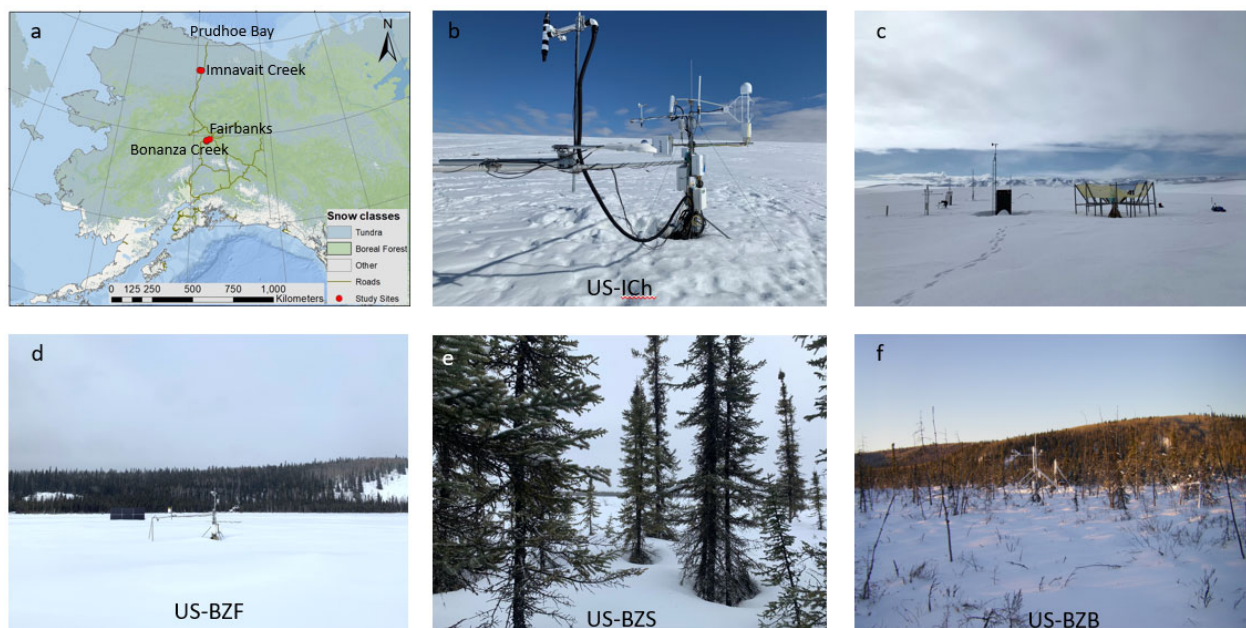 a
Prudhoe Bay
N
Imnavait Creek
Fairbanks
Bonanza Creek
Snow classes
Tundra
Boreal Forest
Other
Roads
Study Sites
0 125 250 500 750 1,000
Kilometers
b
US-ICh
c
d
US-BZF
e
US-BZS
f
US-BZB